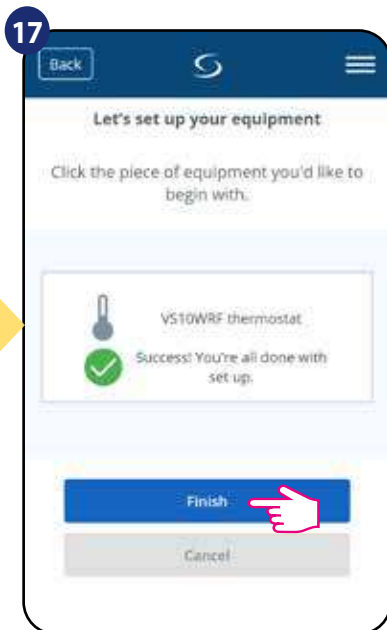 17
Back
Let's set up your equipment
Click the piece of equipment you'd like to
begin with.
VS10WRF thermostat
Success! You're all done with
set up.
Finish
Cancel